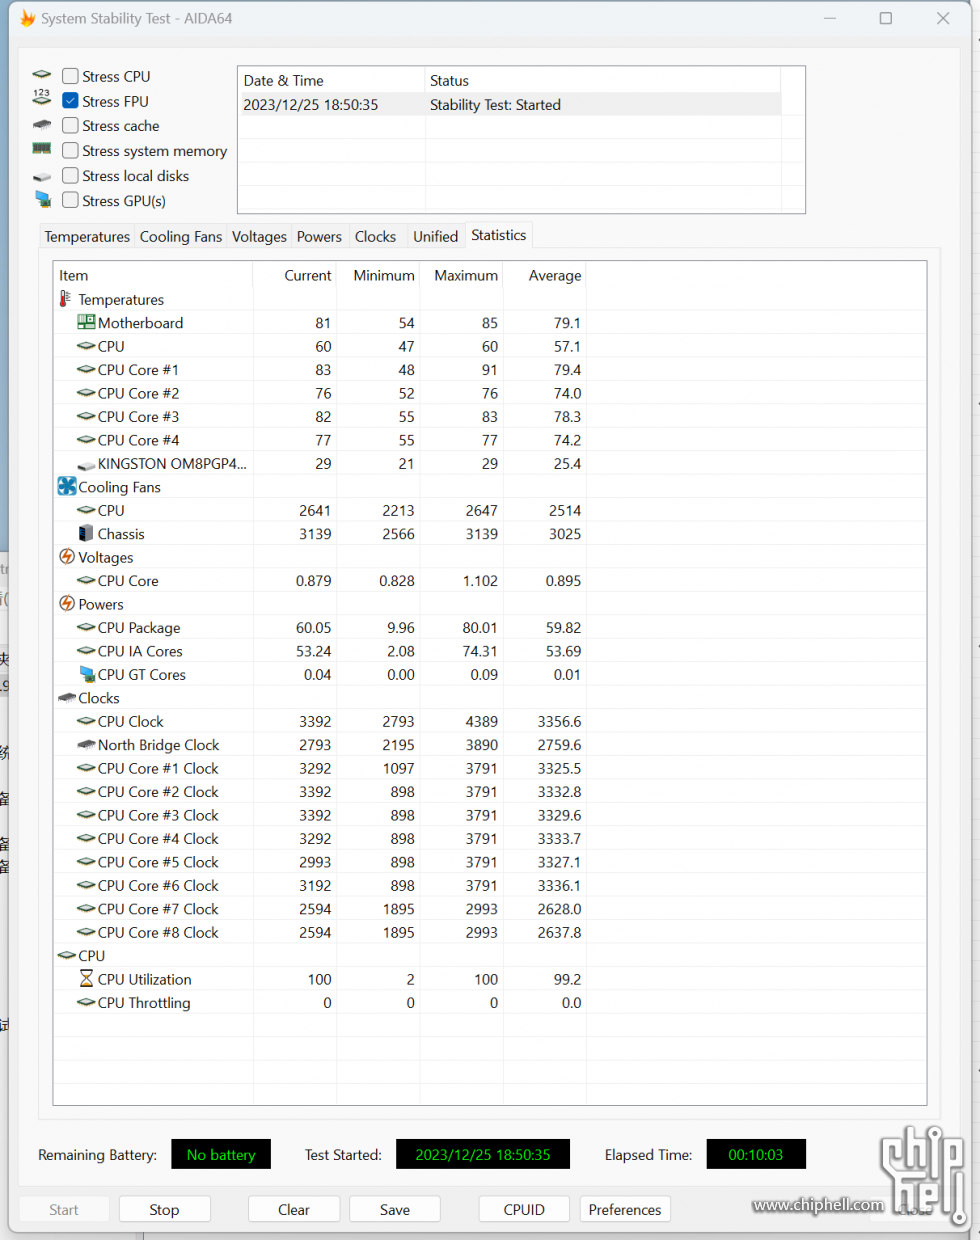 System Stability Test - AIDA64
Stress CPU
123
Stress FPU
Stress cache
Stress system memory
Stress local disks
Stress GPU(s)
Date & Time Status
2023/12/25 18:50:35 Stability Test: Started
Temperatures Cooling Fans Voltages Powers Clocks Unified Statistics
Item Current Minimum Maximum Average
Temperatures
Motherboard 81 54 85 79.1
CPU 60 47 60 57.1
CPU Core #1 83 48 91 79.4
CPU Core #2 76 52 76 74.0
CPU Core #3 82 55 83 78.3
CPU Core #4 77 55 77 74.2
KINGSTON OM8PGP4... 29 21 29 25.4
Cooling Fans
CPU 2641 2213 2647 2514
Chassis 3139 2566 3139 3025
Voltages
CPU Core 0.879 0.828 1.102 0.895
Powers
CPU Package 60.05 9.96 80.01 59.82
CPU IA Cores 53.24 2.08 74.31 53.69
CPU GT Cores 0.04 0.00 0.09 0.01
Clocks
CPU Clock 3392 2793 4389 3356.6
North Bridge Clock 2793 2195 3890 2759.6
CPU Core #1 Clock 3292 1097 3791 3325.5
CPU Core #2 Clock 3392 898 3791 3332.8
CPU Core #3 Clock 3392 898 3791 3329.6
CPU Core #4 Clock 3292 898 3791 3333.7
CPU Core #5 Clock 2993 898 3791 3327.1
CPU Core #6 Clock 3192 898 3791 3336.1
CPU Core #7 Clock 2594 1895 2993 2628.0
CPU Core #8 Clock 2594 1895 2993 2637.8
CPU
CPU Utilization 100 2 100 99.2
CPU Throttling 0 0 0 0.0
Remaining Battery: No battery Test Started: 2023/12/25 18:50:35 Elapsed Time: 00:10:03
Start Stop Clear Save CPUID Preferences Close
www.chiphell.com
chip
hell